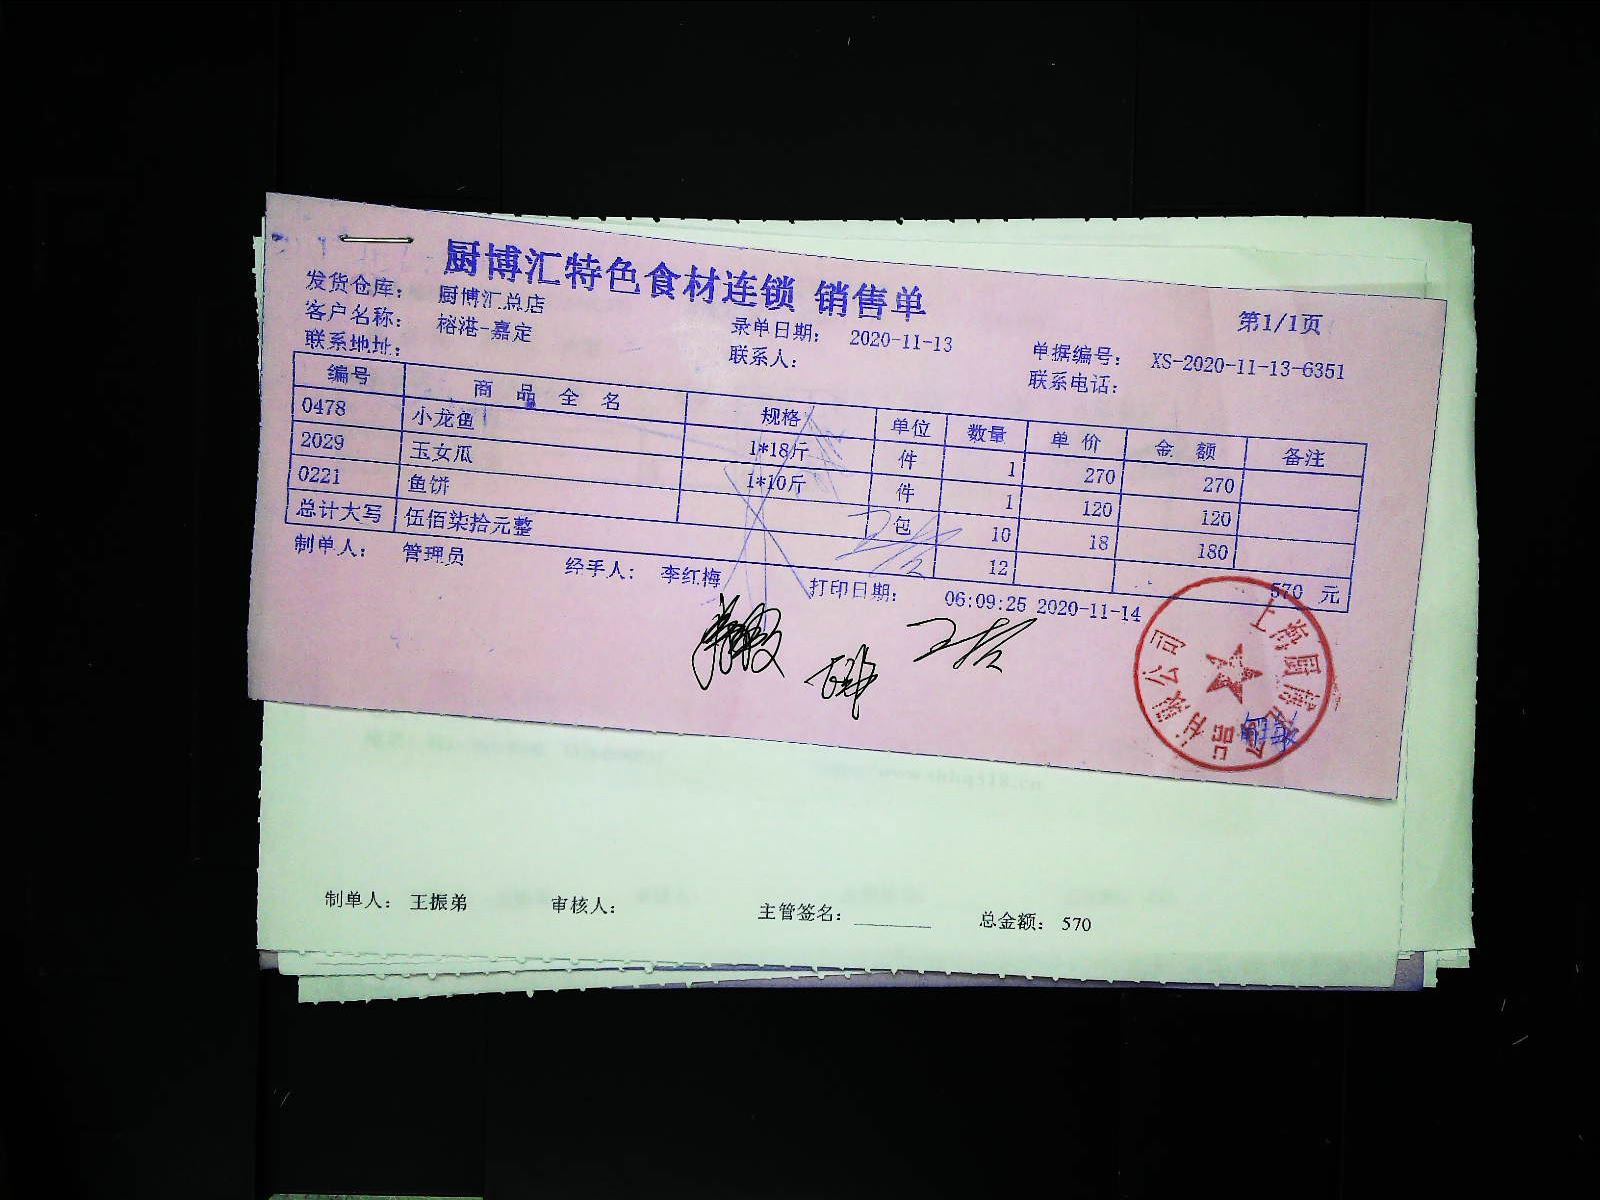 厨博汇特色食材连锁 销售单
第1/1页
发货仓库： 厨博汇总店
客户名称： 榕港-嘉定 录单日期： 2020-11-13 单据编号： XS-2020-11-13-6351
联系地址： 联系人： 联系电话：
编号 商品全名 规格 单位 数量 单价 金额 备注
0478 小龙鱼 1*18斤 件 1 270 270
2029 玉女瓜 1*10斤 件 1 120 120
0221 鱼饼 包 10 18 180
总计大写 伍佰柒拾元整 12 570 元
制单人： 管理员 经手人： 李红梅 打印日期： 06:09:25 2020-11-14
制单人： 王振弟 审核人： 主管签名： 总金额： 570